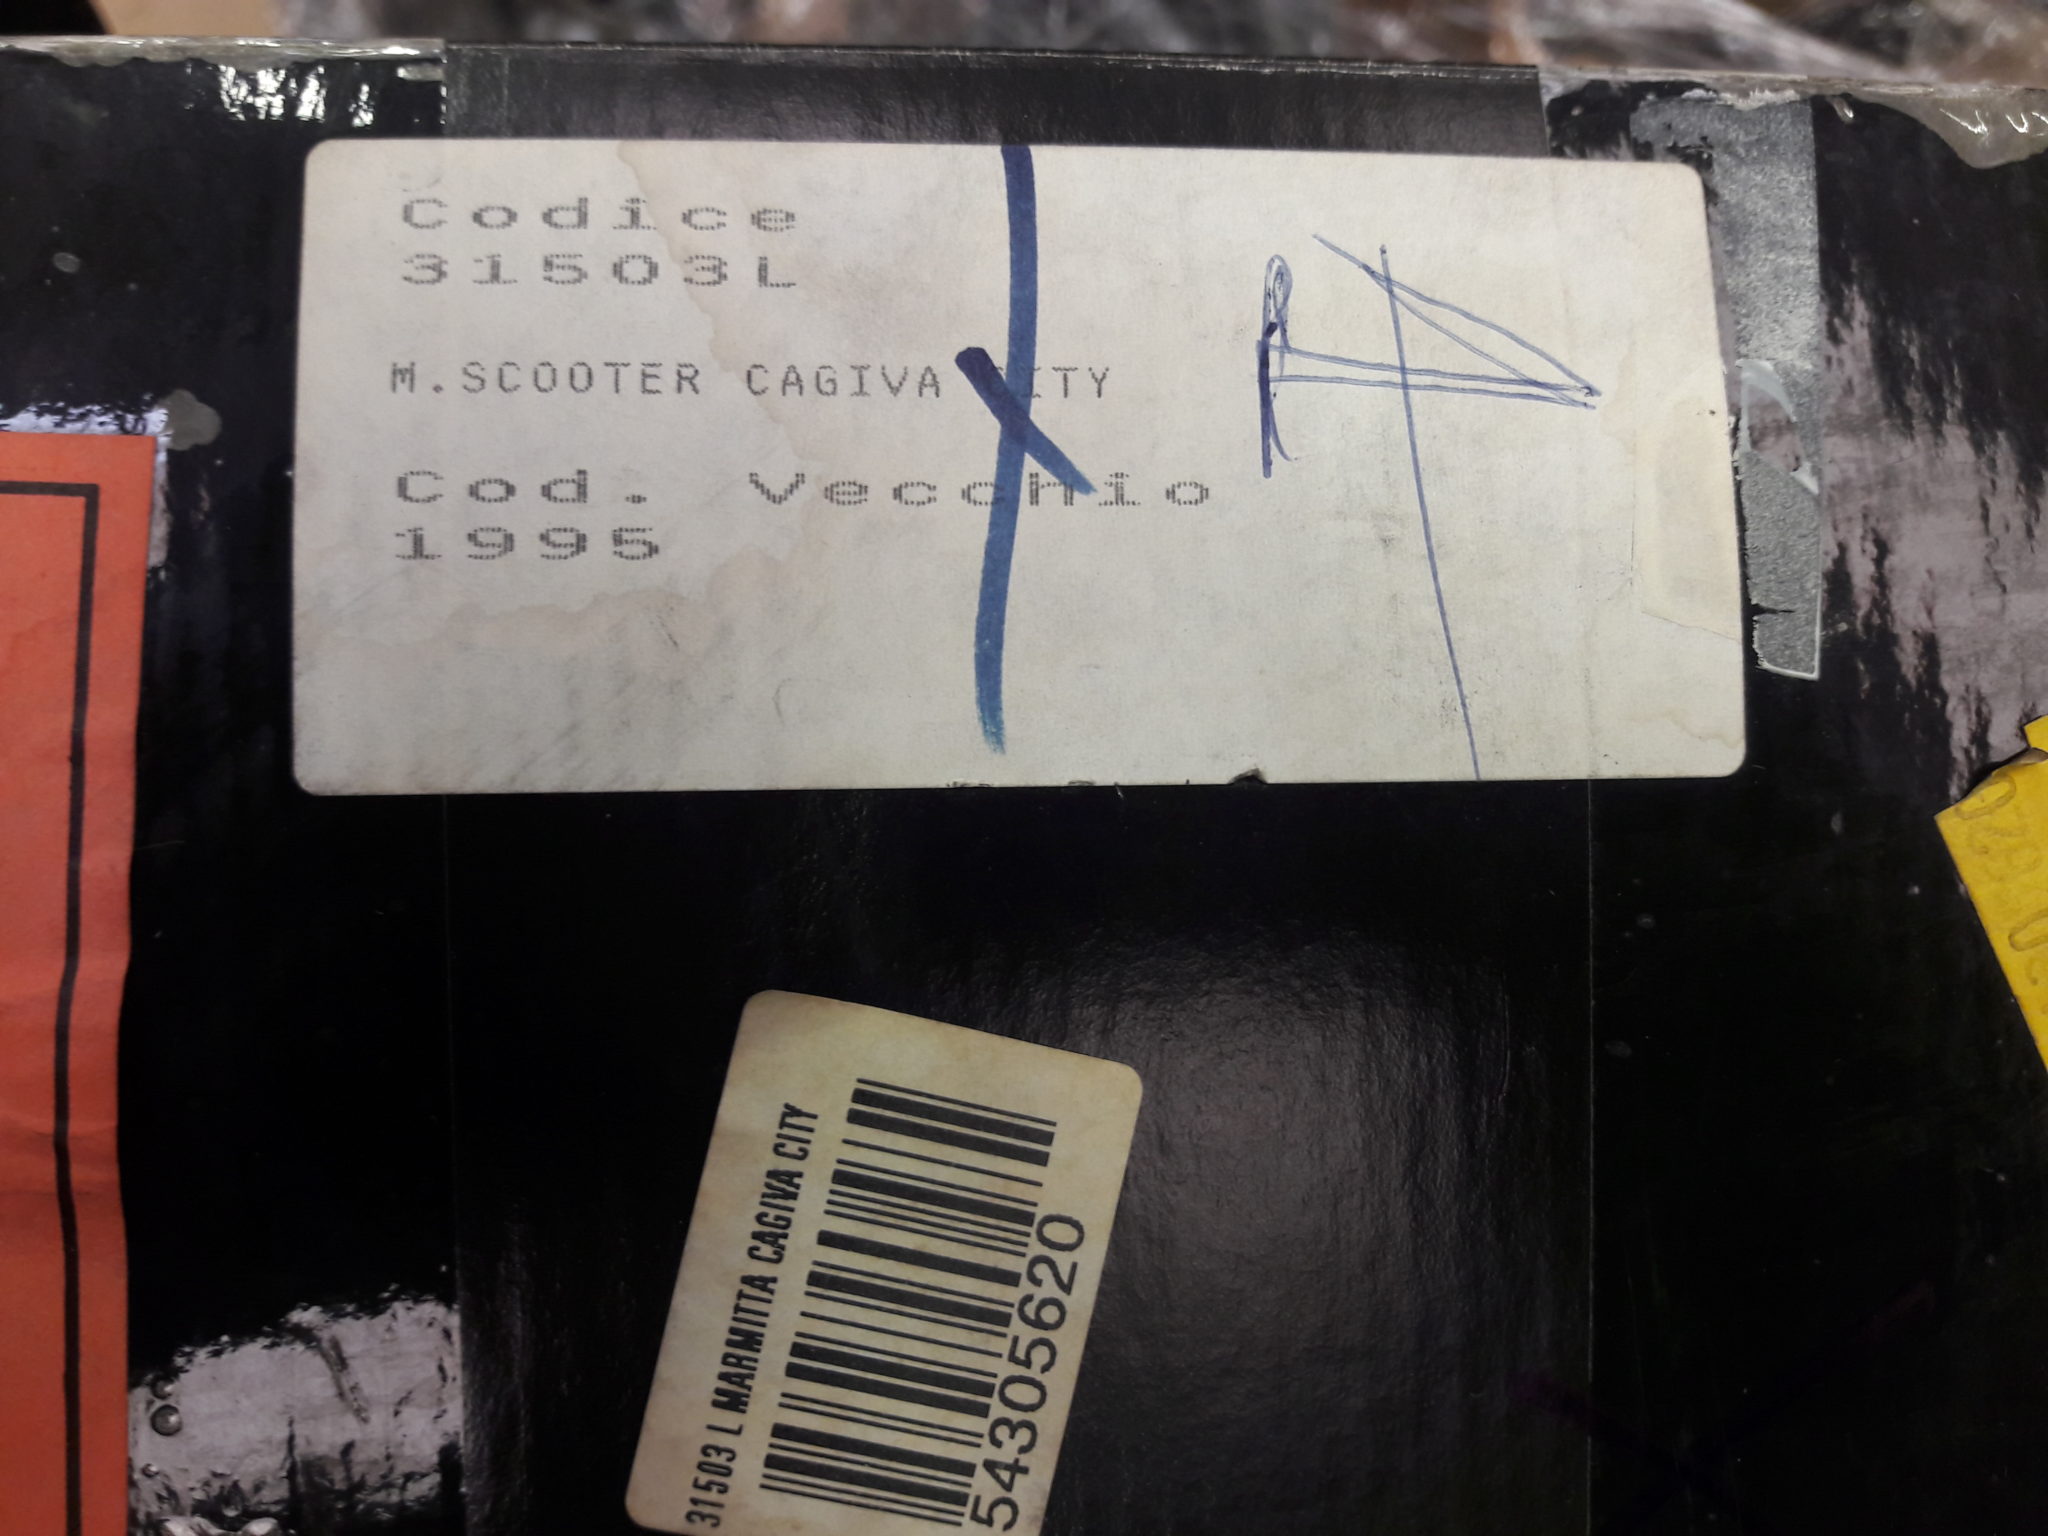 Codice
31503L
M.SCOOTER CAGIVA CITY
Cod. Vecchio
1995
31503 L MARMITTA CAGIVA CITY
54305620